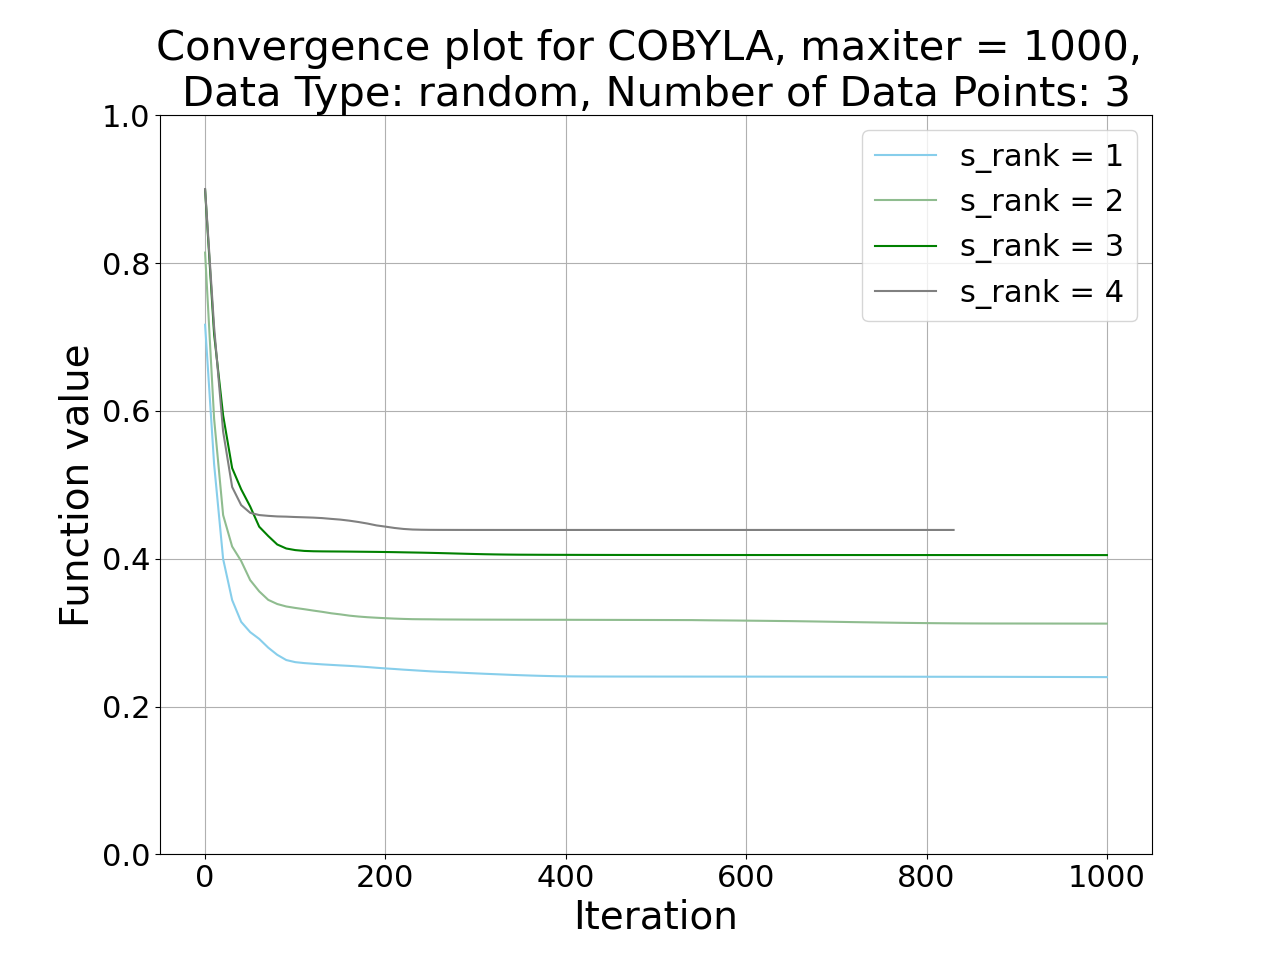 Convergence plot for COBYLA, maxiter = 1000,
Data Type: random, Number of Data Points: 3
s_rank = 1
s_rank = 2
s_rank = 3
s_rank = 4
Function value
1.0
0.8
0.6
0.4
0.2
0.0
0 200 400 600 800 1000
Iteration